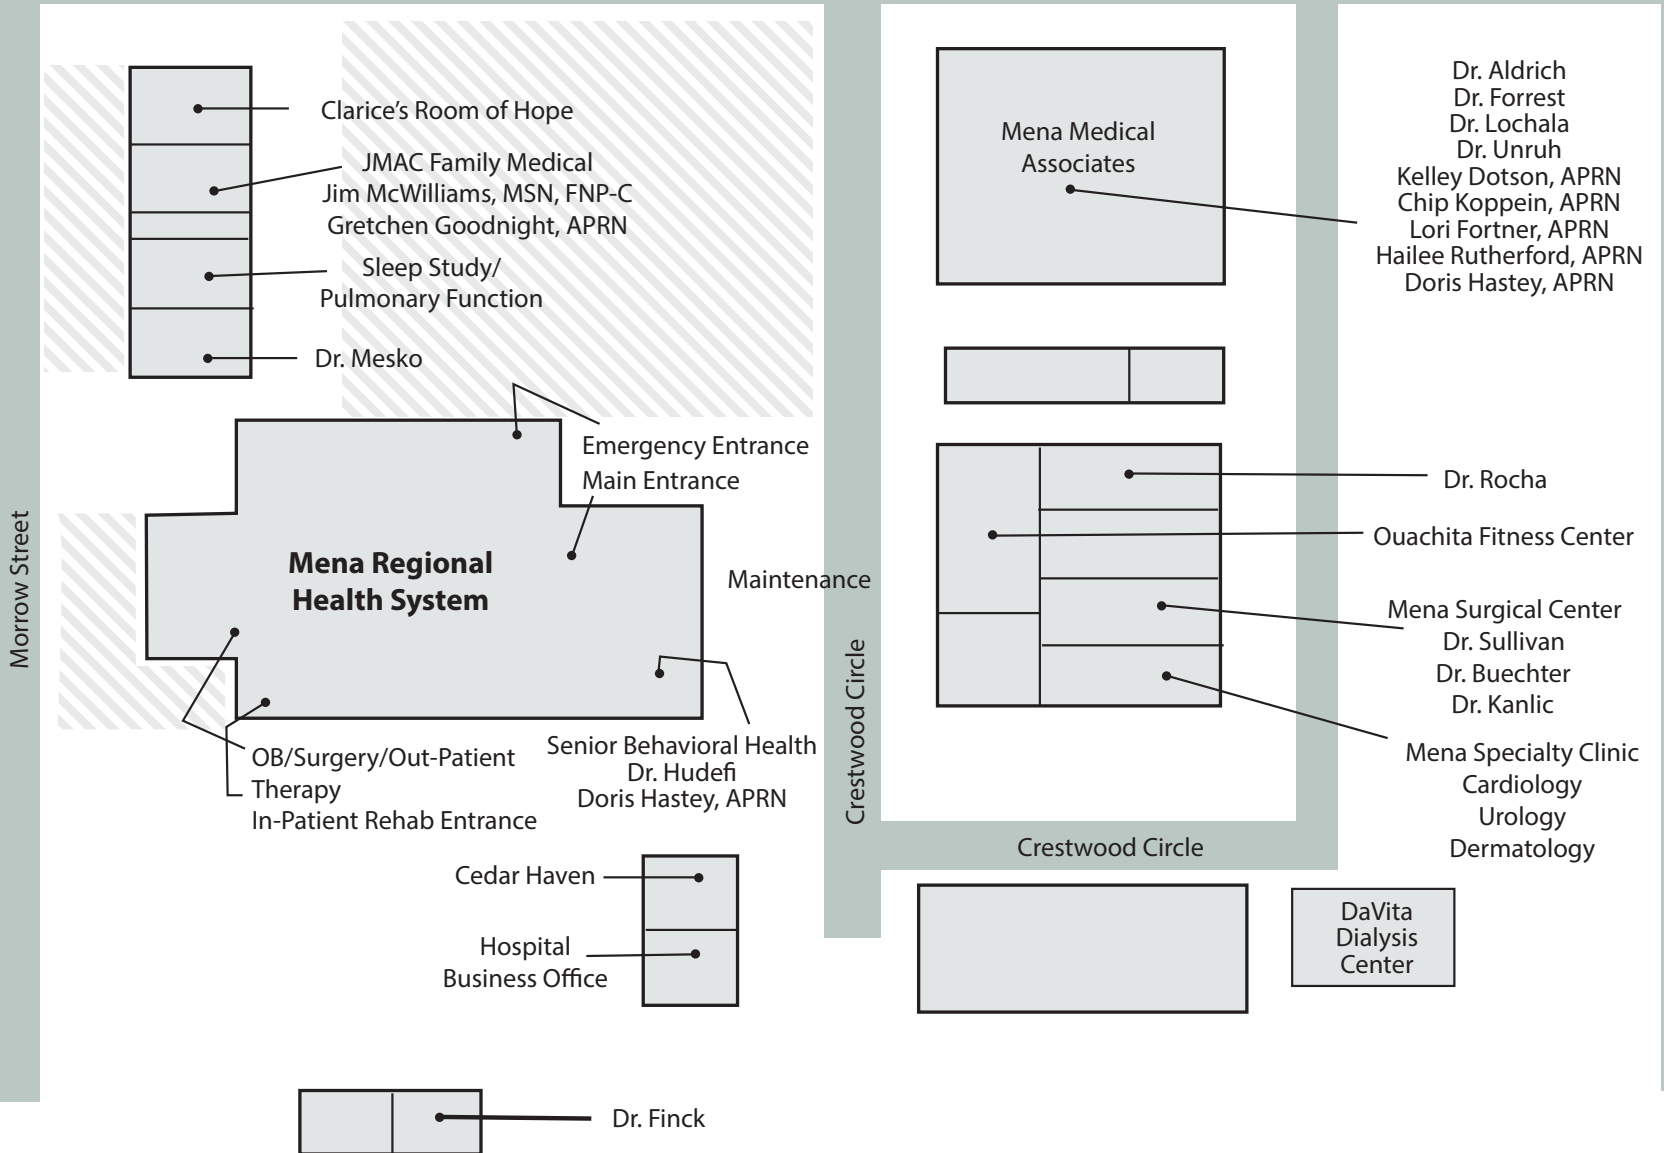 Clarice's Room of Hope
JMAC Family Medical
Jim McWilliams, MSN, FNP-C
Gretchen Goodnight, APRN
Sleep Study/
Pulmonary Function
Dr. Mesko
Emergency Entrance
Main Entrance
Mena Regional
Health System
Maintenance
Morrow Street
OB/Surgery/Out-Patient
Therapy
In-Patient Rehab Entrance
Senior Behavioral Health
Dr. Hudefi
Doris Hastey, APRN
Cedar Haven
Hospital
Business Office
Dr. Finck
Crestwood Circle
Mena Medical
Associates
Dr. Aldrich
Dr. Forrest
Dr. Lochala
Dr. Unruh
Kelley Dotson, APRN
Chip Koppein, APRN
Lori Fortner, APRN
Hailee Rutherford, APRN
Doris Hastey, APRN
Dr. Rocha
Ouachita Fitness Center
Mena Surgical Center
Dr. Sullivan
Dr. Buechter
Dr. Kanlic
Mena Specialty Clinic
Cardiology
Urology
Dermatology
Crestwood Circle
DaVita
Dialysis
Center